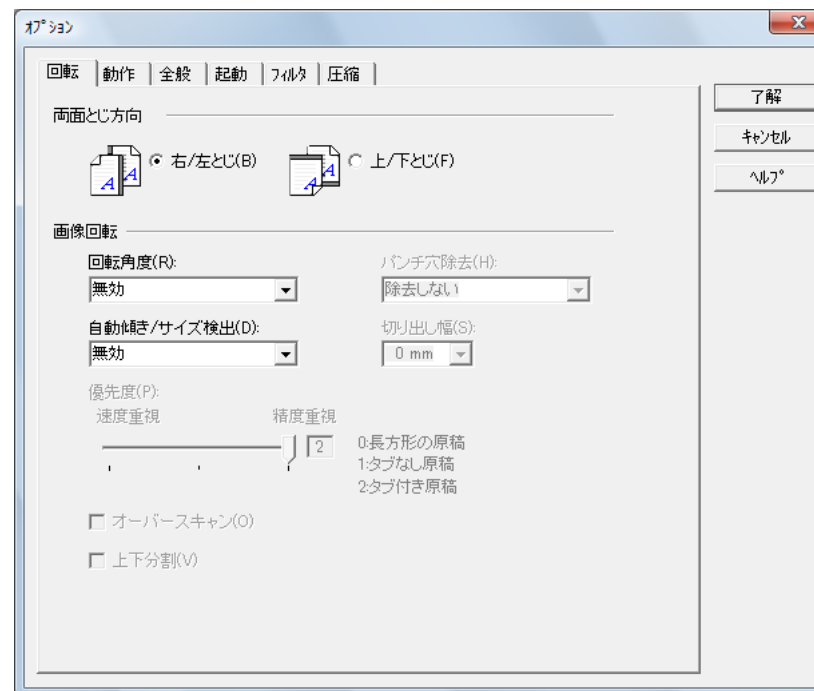 ｵﾌﾟｼｮﾝ
回転 動作 全般 起動 ﾌｨﾙﾀ 圧縮
了解
ｷｬﾝｾﾙ
ﾍﾙﾌﾟ
両面とじ方向
A A 右/左とじ(B) A A 上/下とじ(F)
画像回転
回転角度(R): パンチ穴除去(H):
無効 除去しない
自動傾き/サイズ検出(D): 切り出し幅(S):
無効 0 mm
優先度(P):
速度重視 精度重視
2 0:長方形の原稿
1:タブなし原稿
2:タブ付き原稿
オーバースキャン(O)
上下分割(V)